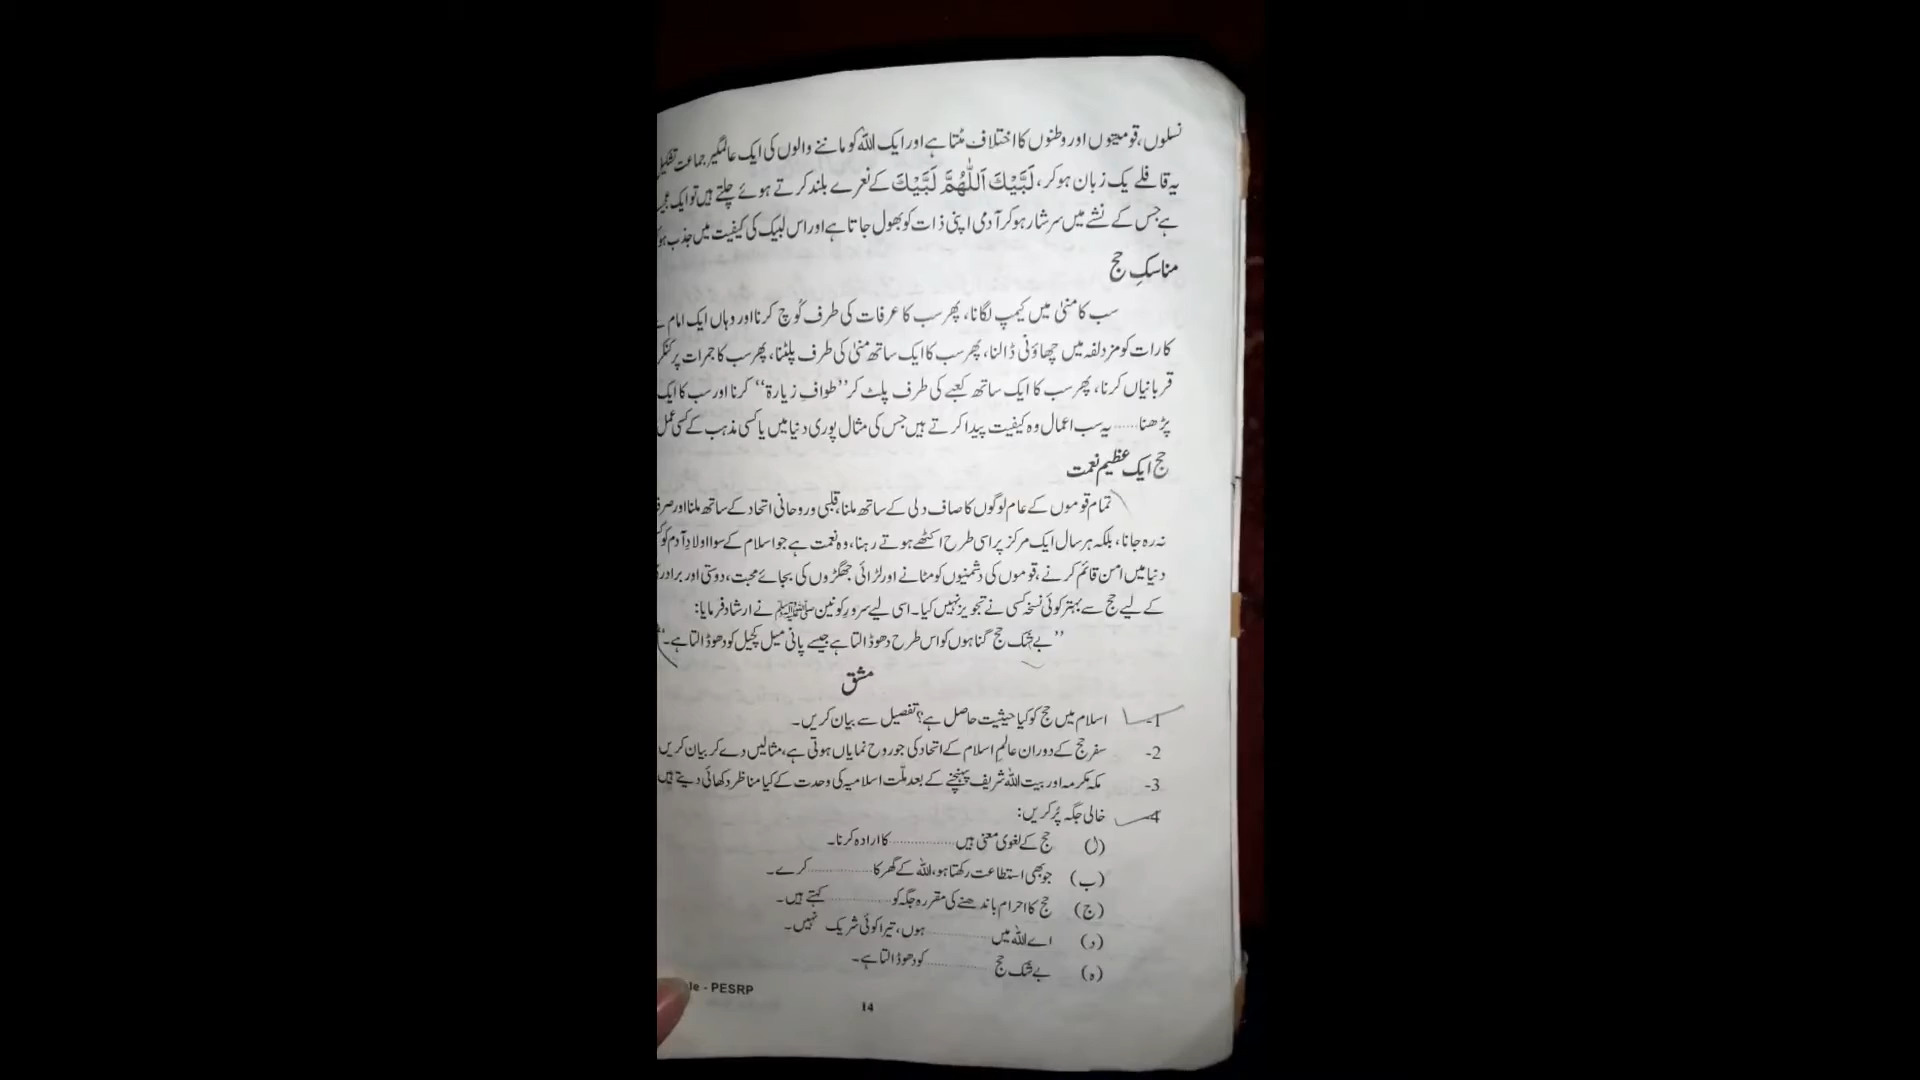 نسلوں، قومیتوں اور وطنوں کا اختلاف مٹتا ہے اور ایک اللہ کو ماننے والوں کی ایک عالمگیر جماعت تشکیل
یہ قافلے یک زبان ہو کر، لَبَّيْكَ اَللّٰهُمَّ لَبَّيْكَ کے نعرے بلند کرتے ہوئے چلتے ہیں تو ایک
ہے جس کے نشے میں سرشار ہو کر آدمی اپنی ذات کو بھول جاتا ہے اور اس لبیک کی کیفیت میں جذب ہو
مناسکِ حج
سب کا منیٰ میں کیمپ لگانا، پھر سب کا عرفات کی طرف کُوچ کرنا اور وہاں ایک امام
کا رات کو مزدلفہ میں چھاؤنی ڈالنا، پھر سب کا ایک ساتھ منیٰ کی طرف پلٹنا، پھر سب کا جمرات پر
قربانیاں کرنا، پھر سب کا ایک ساتھ کعبے کی طرف پلٹ کر ’’طوافِ زیارۃ‘‘ کرنا اور سب کا ایک
پڑھنا...... یہ سب اعمال وہ کیفیت پیدا کرتے ہیں جس کی مثال پوری دنیا میں یا کسی مذہب کے کسی عمل
حج ایک عظیم نعمت
تمام قوموں کے عام لوگوں کا صاف دلی کے ساتھ ملنا، قلبی و روحانی اتحاد کے ساتھ ملنا اور
نہ رہ جانا، بلکہ ہر سال ایک مرکز پر اسی طرح اکٹھے ہوتے رہنا، وہ نعمت ہے جو اسلام کے سوا اولادِ آدم کو
دنیا میں امن قائم کرنے، قوموں کی دشمنیوں کو مٹانے اور لڑائی جھگڑوں کی بجائے محبت، دوستی اور
کے لیے حج سے بہتر کوئی نسخہ کسی نے تجویز نہیں کیا۔ اسی لیے سرورِ کونین ﷺ نے ارشاد فرمایا:
’’بے شک حج گناہوں کو اس طرح دھو ڈالتا ہے جیسے پانی میل کچیل کو دھو ڈالتا ہے۔‘‘
مشق
1- اسلام میں حج کو کیا حیثیت حاصل ہے؟ تفصیل سے بیان کریں۔
2- سفرِ حج کے دوران عالمِ اسلام کے اتحاد کی جو روح نمایاں ہوتی ہے، مثالیں دے کر بیان کریں
3- مکہ مکرمہ اور بیت اللہ شریف پہنچنے کے بعد ملّت اسلامیہ کی وحدت کے کیا مناظر دکھائی دیتے ہیں
4- خالی جگہ پُر کریں:
(ل) حج کے لغوی معنی ہیں .................. کا ارادہ کرنا۔
(ب) جو بھی استطاعت رکھتا ہو، اللہ کے گھر کا .................. کرے۔
(ج) حج کا احرام باندھنے کی مقررہ جگہ کو .................. کہتے ہیں۔
(د) اے اللہ میں .................. ہوں، تیرا کوئی شریک نہیں۔
(ہ) بے شک حج .................. کو دھو ڈالتا ہے۔
le - PESRP
14